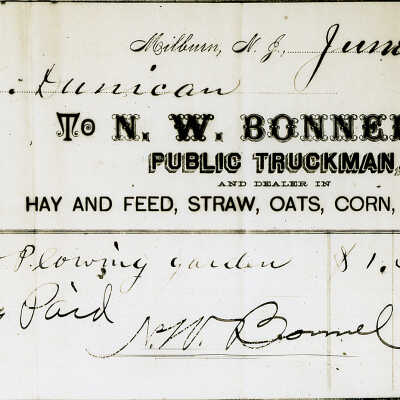 Milburn, N. J., June
Dunican
To N. W. BONNEL
PUBLIC TRUCKMAN,
AND DEALER IN
HAY AND FEED, STRAW, OATS, CORN,
Plowing garden $1.
Paid
N. W. Bonnel